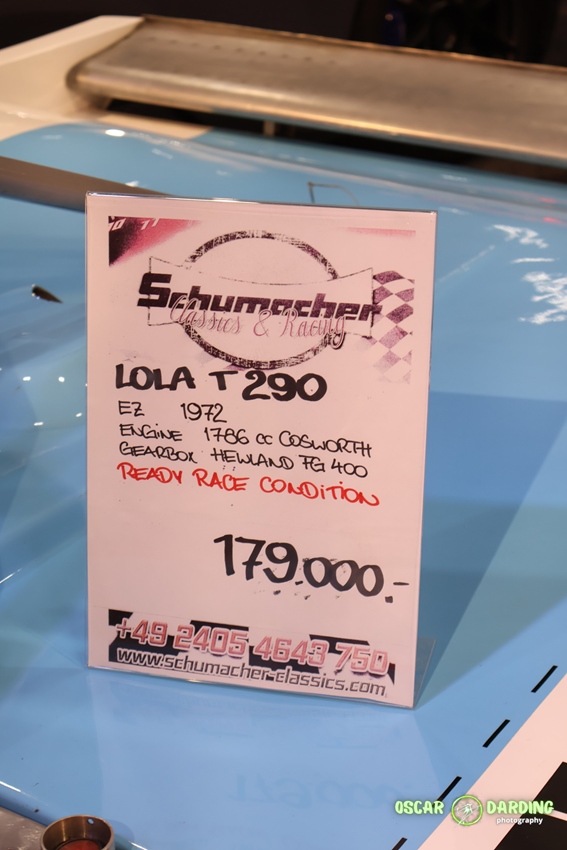 Schumacher
Classics & Racing
LOLA T 290
EZ 1972
ENGINE 1786 cc COSWORTH
GEARBOX HEWLAND FG 400
READY RACE CONDITION
179.000.-
+49 2405 4643 750
www.schumacher-classics.com
OSCAR DARDING
photography